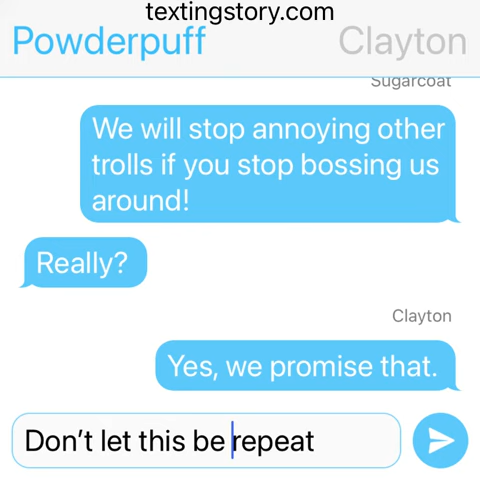 textingstory.com
Powderpuff Clayton
Sugarcoat
We will stop annoying other
trolls if you stop bossing us
around!
Really?
Clayton
Yes, we promise that.
Don’t let this be repeat